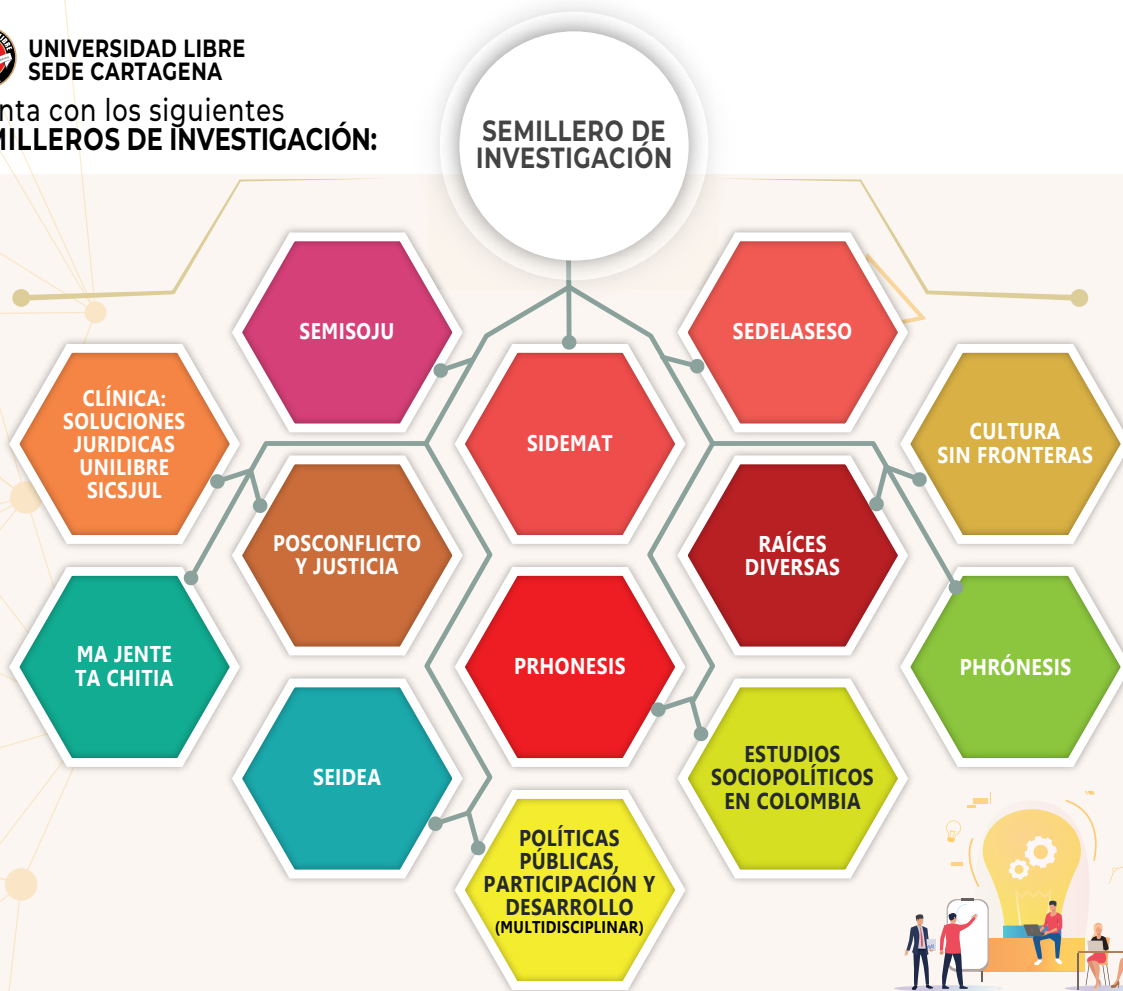 UNIVERSIDAD LIBRE
SEDE CARTAGENA
nta con los siguientes
MILLEROS DE INVESTIGACIÓN:
SEMILLERO DE
INVESTIGACIÓN
SEMISOJU
SEDELASESO
CLÍNICA:
SOLUCIONES
JURIDICAS
UNILIBRE
SICSJUL
SIDEMAT
CULTURA
SIN FRONTERAS
POSCONFLICTO
Y JUSTICIA
RAÍCES
DIVERSAS
MA JENTE
TA CHITIA
PRHONESIS
PHRÓNESIS
SEIDEA
ESTUDIOS
SOCIOPOLÍTICOS
EN COLOMBIA
POLÍTICAS
PÚBLICAS,
PARTICIPACIÓN Y
DESARROLLO
(MULTIDISCIPLINAR)